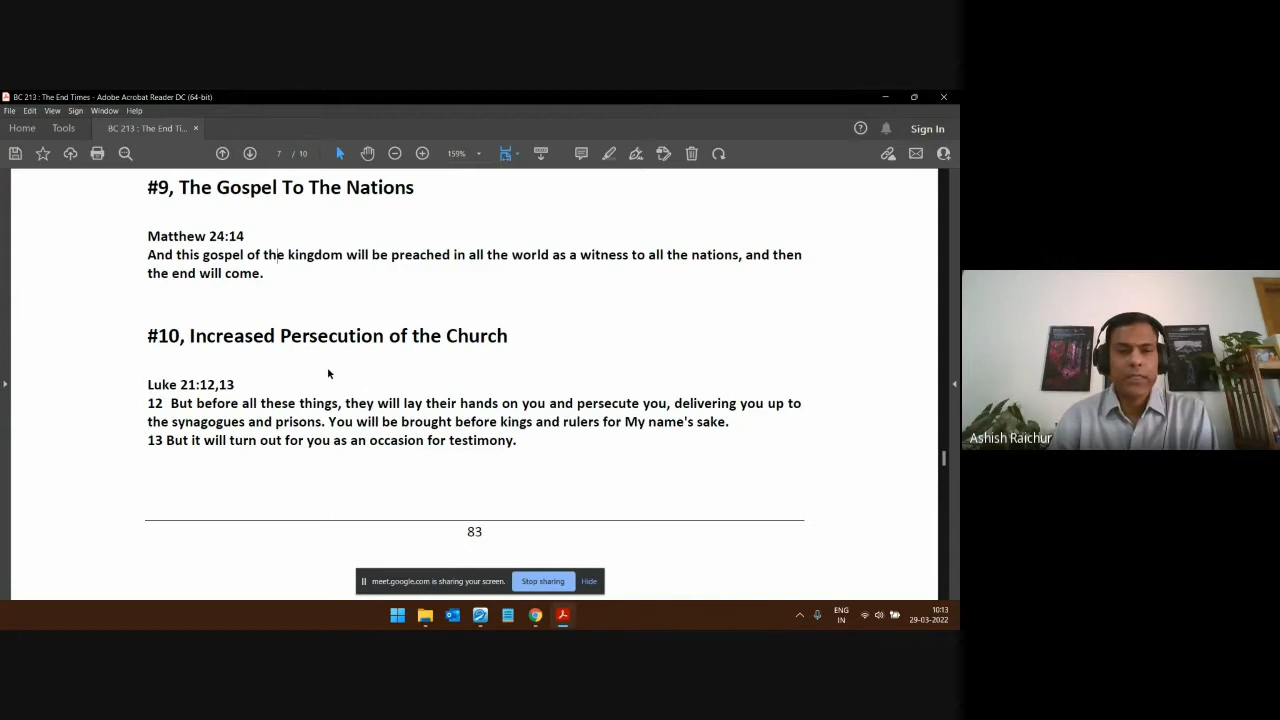 BC 213 : The End Times - Adobe Acrobat Reader DC (64-bit)
File Edit View Sign Window Help
Home Tools BC 213 : The End Ti... × Sign In
7 / 10 159%
#9, The Gospel To The Nations
Matthew 24:14
And this gospel of the kingdom will be preached in all the world as a witness to all the nations, and then
the end will come.
#10, Increased Persecution of the Church
Luke 21:12,13
12 But before all these things, they will lay their hands on you and persecute you, delivering you up to
the synagogues and prisons. You will be brought before kings and rulers for My name's sake.
13 But it will turn out for you as an occasion for testimony.
83
meet.google.com is sharing your screen. Stop sharing Hide
ENG
IN
10:13
29-03-2022
Ashish Raichur